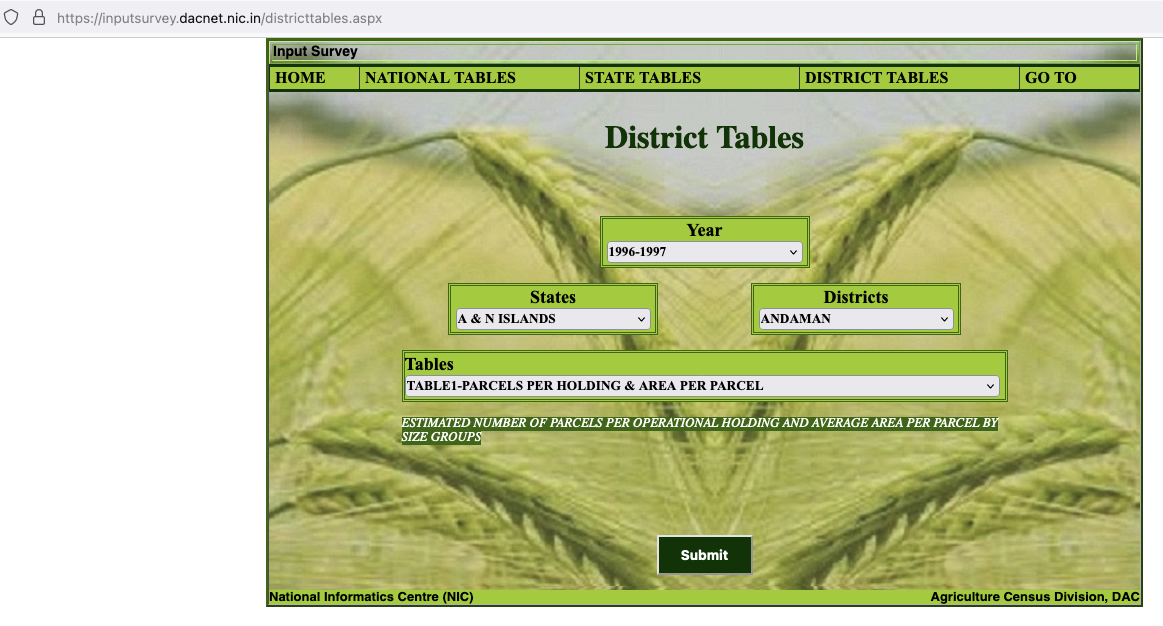 https://inputsurvey.dacnet.nic.in/districttables.aspx
Input Survey
HOME NATIONAL TABLES STATE TABLES DISTRICT TABLES GO TO
District Tables
Year
1996-1997
States
A & N ISLANDS
Districts
ANDAMAN
Tables
TABLE1-PARCELS PER HOLDING & AREA PER PARCEL
ESTIMATED NUMBER OF PARCELS PER OPERATIONAL HOLDING AND AVERAGE AREA PER PARCEL BY
SIZE GROUPS
Submit
National Informatics Centre (NIC) Agriculture Census Division, DAC